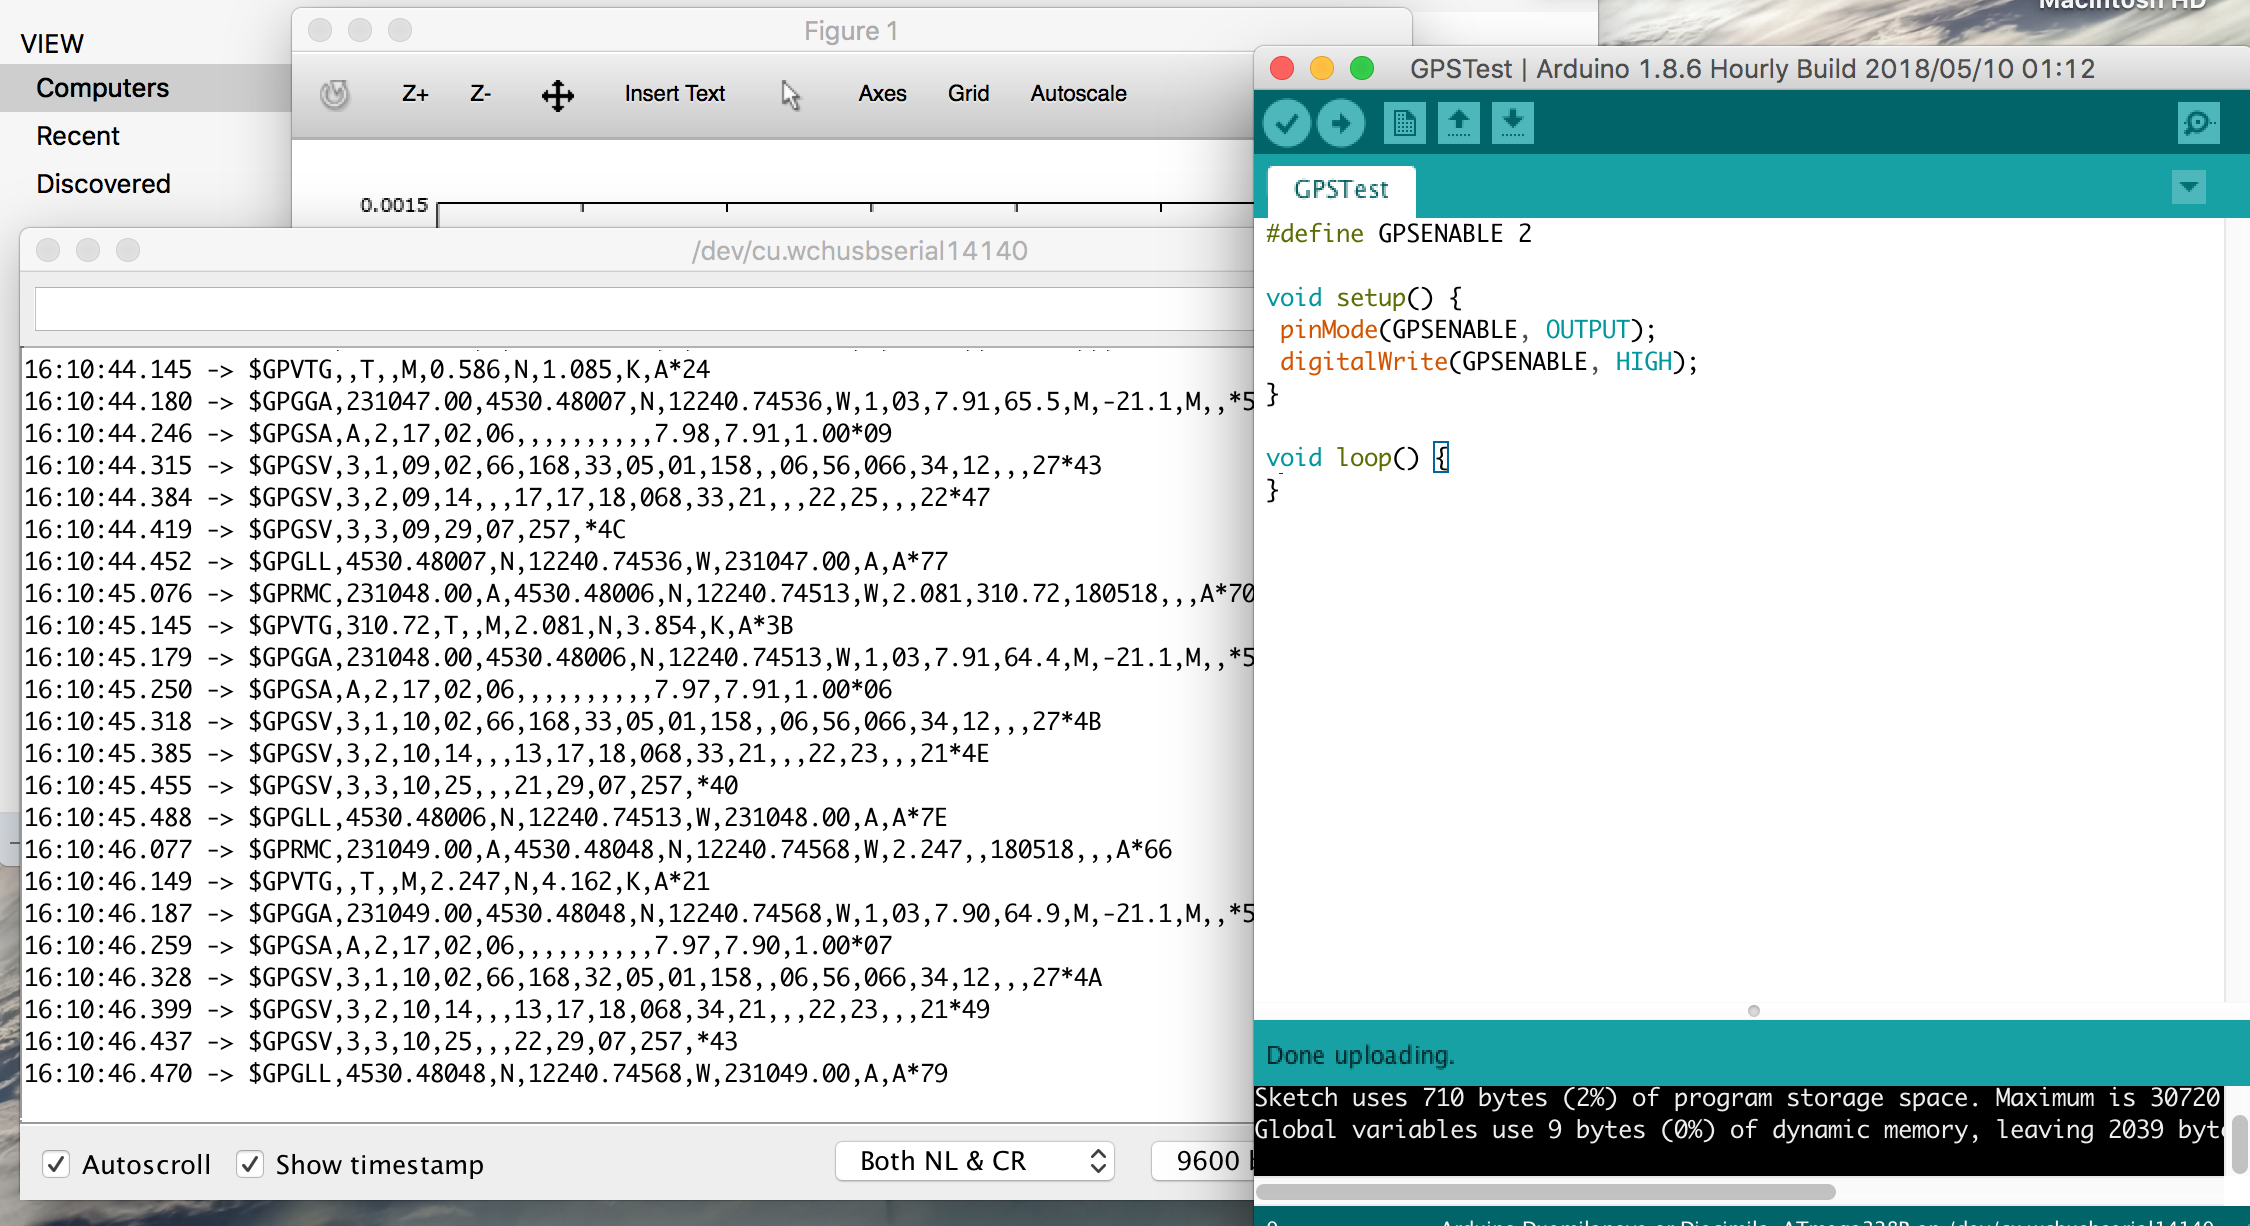 Macintosh HD
VIEW
Computers
Recent
Discovered
Figure 1
Z+ Z- Insert Text Axes Grid Autoscale
0.0015
/dev/cu.wchusbserial14140
16:10:44.145 -> $GPVTG,,T,,M,0.586,N,1.085,K,A*24
16:10:44.180 -> $GPGGA,231047.00,4530.48007,N,12240.74536,W,1,03,7.91,65.5,M,-21.1,M,,*5
16:10:44.246 -> $GPGSA,A,2,17,02,06,,,,,,,,,,7.98,7.91,1.00*09
16:10:44.315 -> $GPGSV,3,1,09,02,66,168,33,05,01,158,,06,56,066,34,12,,,27*43
16:10:44.384 -> $GPGSV,3,2,09,14,,,17,17,18,068,33,21,,,22,25,,,22*47
16:10:44.419 -> $GPGSV,3,3,09,29,07,257,*4C
16:10:44.452 -> $GPGLL,4530.48007,N,12240.74536,W,231047.00,A,A*77
16:10:45.076 -> $GPRMC,231048.00,A,4530.48006,N,12240.74513,W,2.081,310.72,180518,,,A*70
16:10:45.145 -> $GPVTG,310.72,T,,M,2.081,N,3.854,K,A*3B
16:10:45.179 -> $GPGGA,231048.00,4530.48006,N,12240.74513,W,1,03,7.91,64.4,M,-21.1,M,,*5
16:10:45.250 -> $GPGSA,A,2,17,02,06,,,,,,,,,,7.97,7.91,1.00*06
16:10:45.318 -> $GPGSV,3,1,10,02,66,168,33,05,01,158,,06,56,066,34,12,,,27*4B
16:10:45.385 -> $GPGSV,3,2,10,14,,,13,17,18,068,33,21,,,22,23,,,21*4E
16:10:45.455 -> $GPGSV,3,3,10,25,,,21,29,07,257,*40
16:10:45.488 -> $GPGLL,4530.48006,N,12240.74513,W,231048.00,A,A*7E
16:10:46.077 -> $GPRMC,231049.00,A,4530.48048,N,12240.74568,W,2.247,,180518,,,A*66
16:10:46.149 -> $GPVTG,,T,,M,2.247,N,4.162,K,A*21
16:10:46.187 -> $GPGGA,231049.00,4530.48048,N,12240.74568,W,1,03,7.90,64.9,M,-21.1,M,,*5
16:10:46.259 -> $GPGSA,A,2,17,02,06,,,,,,,,,,7.97,7.90,1.00*07
16:10:46.328 -> $GPGSV,3,1,10,02,66,168,32,05,01,158,,06,56,066,34,12,,,27*4A
16:10:46.399 -> $GPGSV,3,2,10,14,,,13,17,18,068,34,21,,,22,23,,,21*49
16:10:46.437 -> $GPGSV,3,3,10,25,,,22,29,07,257,*43
16:10:46.470 -> $GPGLL,4530.48048,N,12240.74568,W,231049.00,A,A*79
Autoscroll Show timestamp Both NL & CR 9600
GPSTest | Arduino 1.8.6 Hourly Build 2018/05/10 01:12
GPSTest
#define GPSENABLE 2
void setup() {
pinMode(GPSENABLE, OUTPUT);
digitalWrite(GPSENABLE, HIGH);
}
void loop() {
}
Done uploading.
Sketch uses 710 bytes (2%) of program storage space. Maximum is 30720
Global variables use 9 bytes (0%) of dynamic memory, leaving 2039